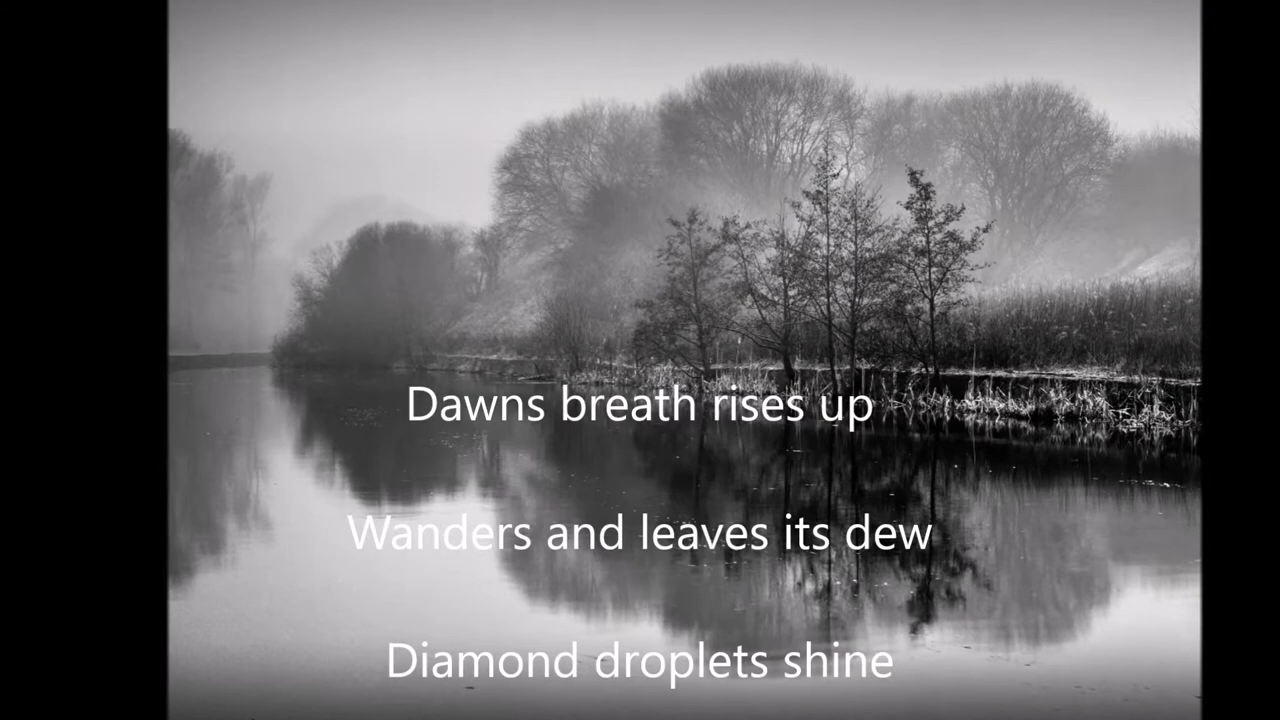 Dawns breath rises up
Wanders and leaves its dew
Diamond droplets shine